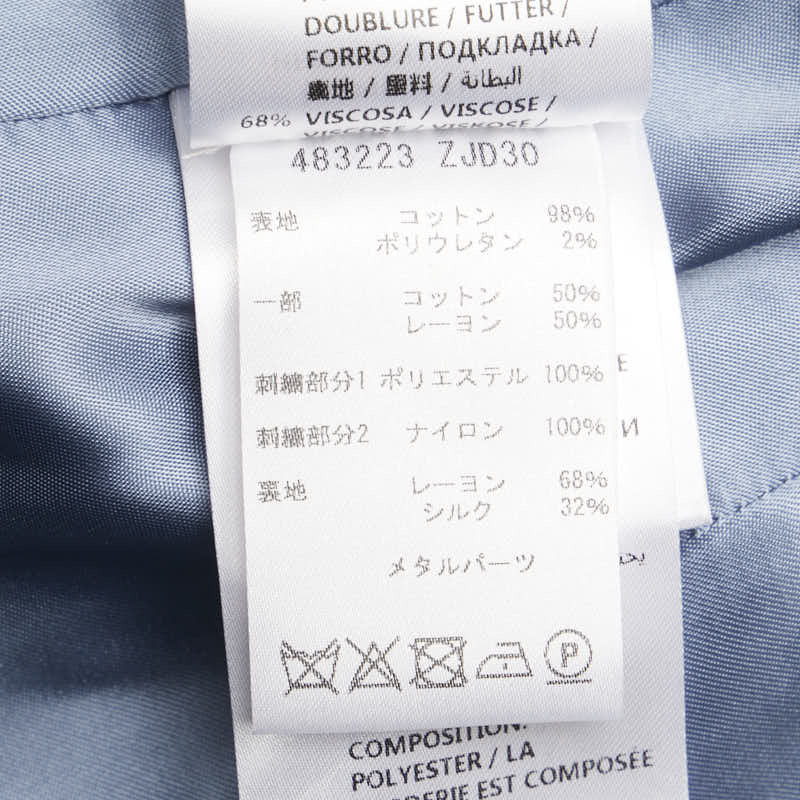 DOUBLURE / FUTTER /
FORRO / ПОДКЛАДКА /
裏地 / 里料 / البطانة
68% VISCOSA / VISCOSE /
483223 ZJD30
表地 コットン 98%
ポリウレタン 2%
一部 コットン 50%
レーヨン 50%
刺繍部分1 ポリエステル 100%
E
刺繍部分2 ナイロン 100%
И
裏地 レーヨン 68%
シルク 32%
メタルパーツ
P
COMPOSITION:
POLYESTER / LA
ERIE EST COMPOSÉE